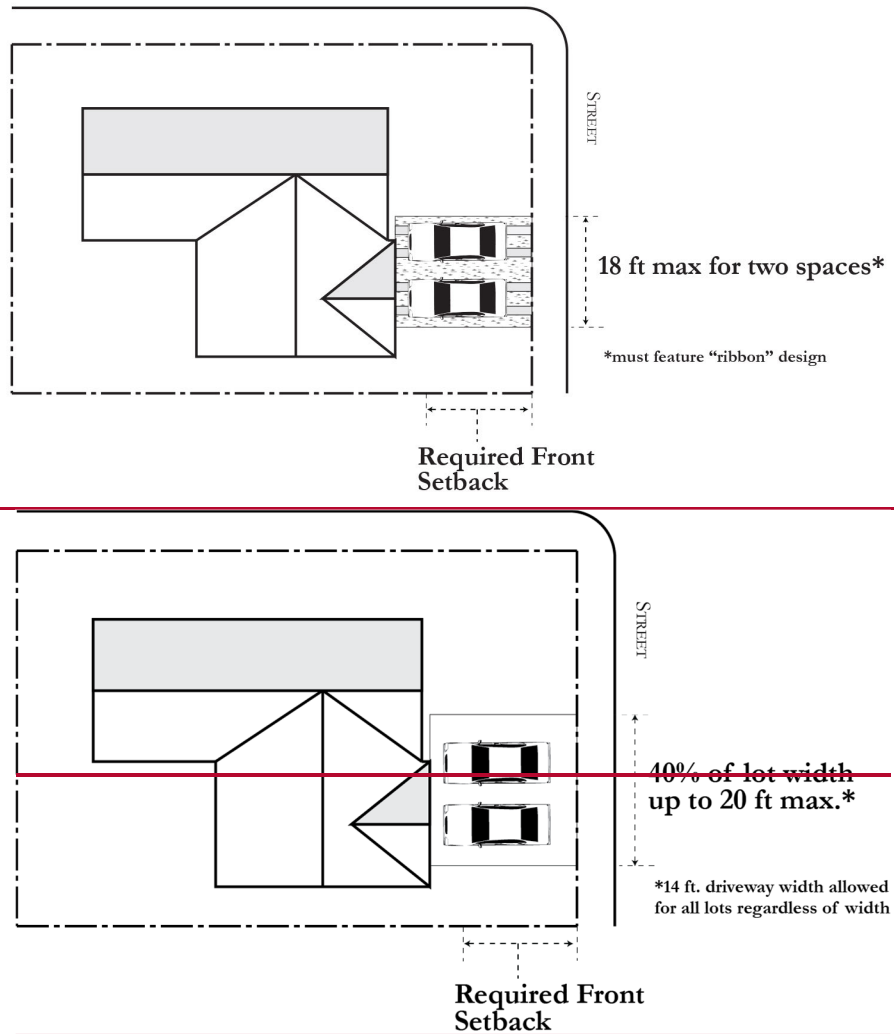 STREET
18 ft max for two spaces*
*must feature “ribbon” design
Required Front
Setback
STREET
40% of lot width
up to 20 ft max.*
*14 ft. driveway width allowed
for all lots regardless of width
Required Front
Setback